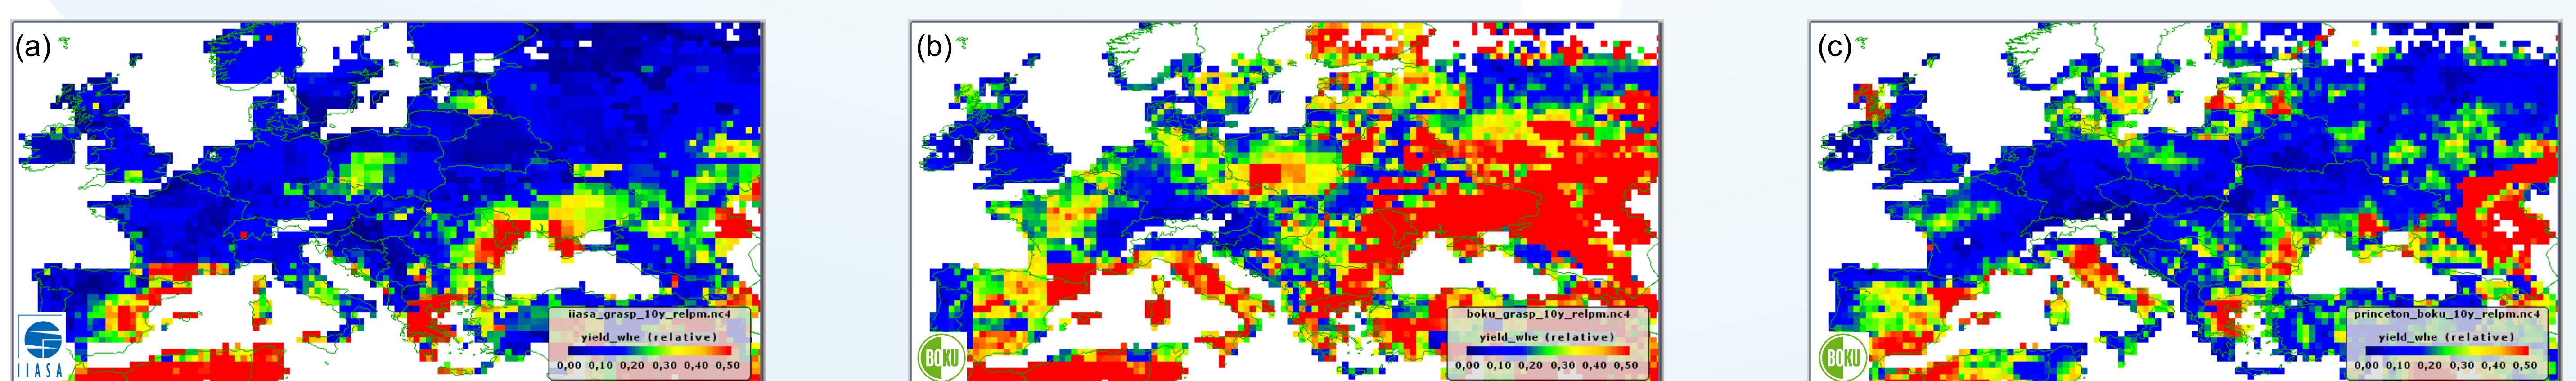 (a)
iiasa_grasp_10y_relpm.nc4
yield_whe (relative)
0,00 0,10 0,20 0,30 0,40 0,50
IIASA
(b)
boku_grasp_10y_relpm.nc4
yield_whe (relative)
0,00 0,10 0,20 0,30 0,40 0,50
BOKU
(c)
princeton_boku_10y_relpm.nc4
yield_whe (relative)
0,00 0,10 0,20 0,30 0,40 0,50
BOKU